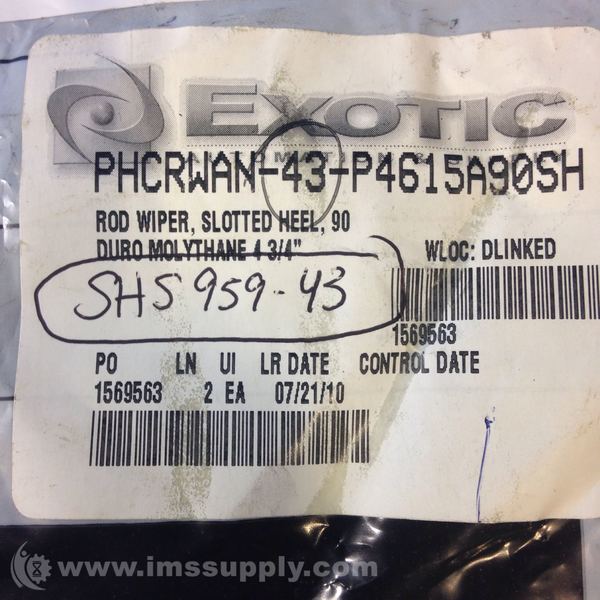 EXOTIC
PHCRWAN-43-P4615A90SH
ROD WIPER, SLOTTED HEEL, 90
DURO MOLYTHANE 4 3/4"
WLOC: DLINKED
SHS 959-43
1569563
PO LN UI LR DATE CONTROL DATE
1569563 2 EA 07/21/10
www.imssupply.com